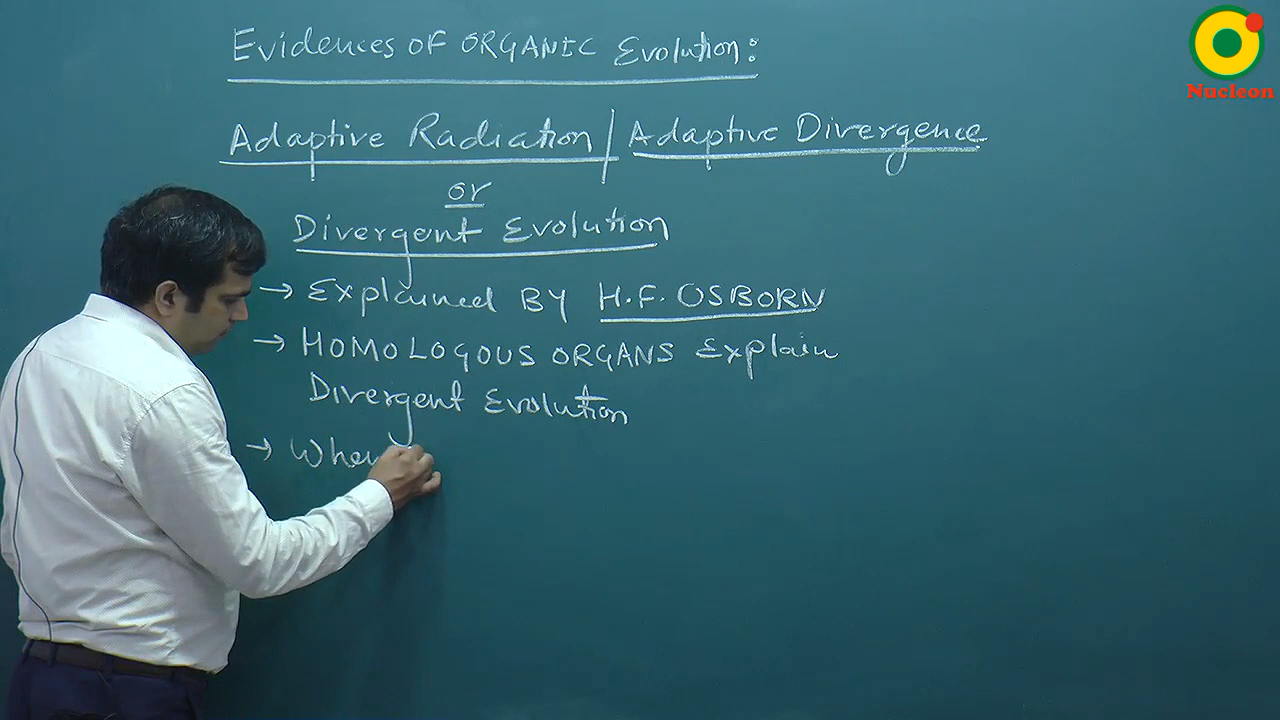 Evidences OF ORGANIC Evolution:
Nucleon
Adaptive Radiation / Adaptive Divergence
or
Divergent Evolution
→ Explained BY H.F. OSBORN
→ HOMOLOGOUS ORGANS Explain
Divergent Evolution
→ When